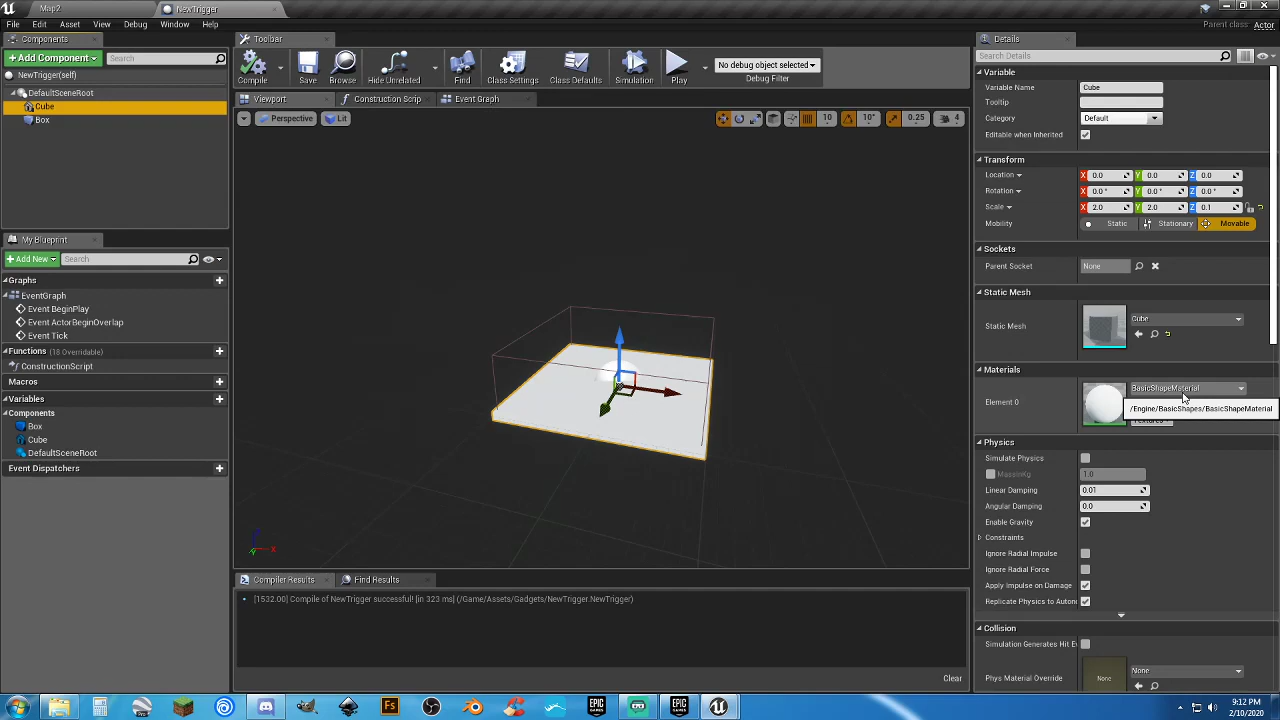 Map2
NewTrigger
File Edit Asset View Debug Window Help
Parent class: Actor
Components
+ Add Component
Search
NewTrigger(self)
DefaultSceneRoot
Cube
Box
My Blueprint
+ Add New
Search
Graphs
EventGraph
Event BeginPlay
Event ActorBeginOverlap
Event Tick
Functions (18 Overridable)
ConstructionScript
Macros
Variables
Components
Box
Cube
DefaultSceneRoot
Event Dispatchers
Toolbar
Compile Save Browse Hide Unrelated Find Class Settings Class Defaults Simulation Play
No debug object selected
Debug Filter
Viewport Construction Scrip Event Graph
Perspective Lit
10 10° 0.25 4
Z
X
Y
Compiler Results Find Results
[1532.00] Compile of NewTrigger successful! [in 323 ms] (/Game/Assets/Gadgets/NewTrigger.NewTrigger)
Clear
Details
Search Details
Variable
Variable Name Cube
Tooltip
Category Default
Editable when Inherited
Transform
Location X 0.0 Y 0.0 Z 0.0
Rotation X 0.0 ° Y 0.0 ° Z 0.0 °
Scale X 2.0 Y 2.0 Z 0.1
Mobility Static Stationary Movable
Sockets
Parent Socket None
Static Mesh
Static Mesh Cube
Materials
Element 0 BasicShapeMaterial
/Engine/BasicShapes/BasicShapeMaterial
Textures
Physics
Simulate Physics
MassInKg 1.0
Linear Damping 0.01
Angular Damping 0.0
Enable Gravity
Constraints
Ignore Radial Impulse
Ignore Radial Force
Apply Impulse on Damage
Replicate Physics to Autono
Collision
Simulation Generates Hit E
Phys Material Override None None
Pro
Fs
EPIC GAMES
EPIC GAMES
9:12 PM
2/10/2020